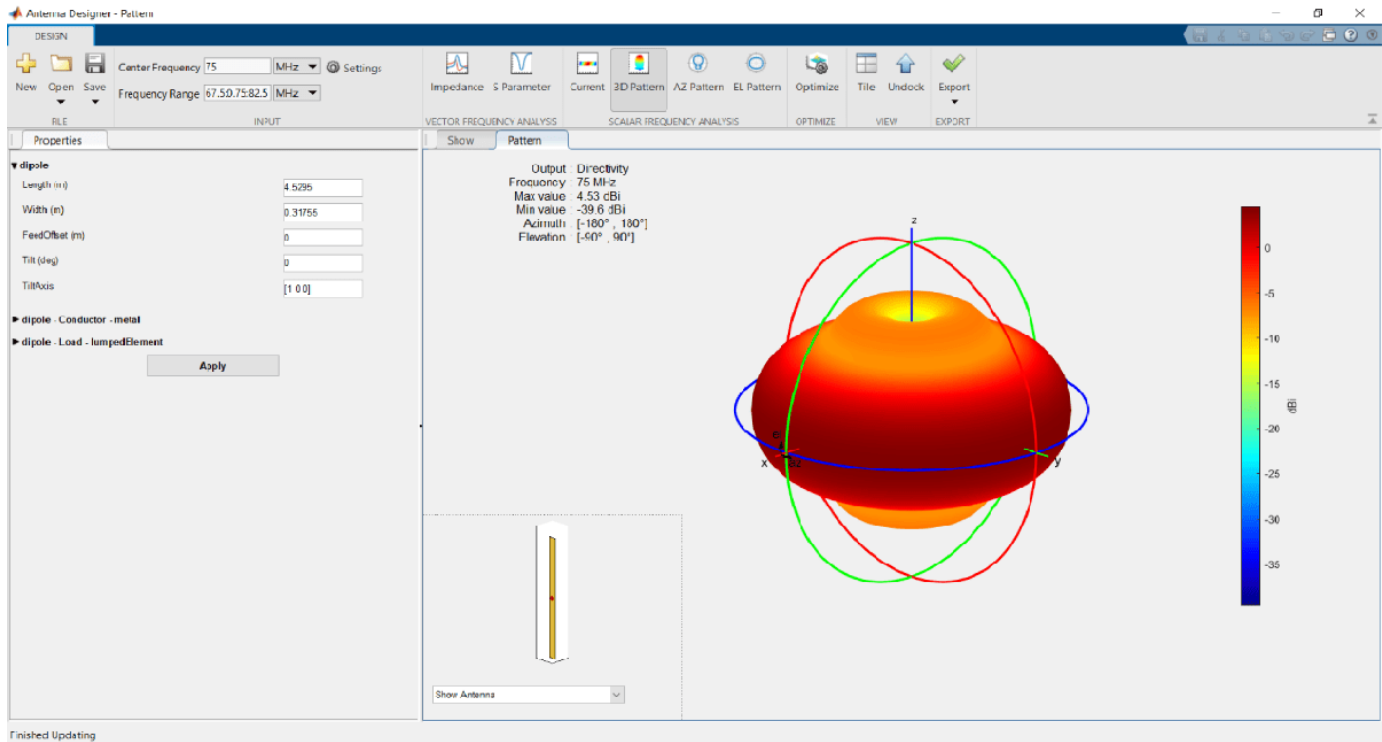 Antenna Designer - Pattern
DESIGN
New Open Save
Center Frequency 75 MHz Settings
Frequency Range 67.5:0.75:82.5 MHz
Impedance S Parameter Current 3D Pattern AZ Pattern EL Pattern Optimize Tile Undock Export
FILE INPUT VECTOR FREQUENCY ANALYSIS SCALAR FREQUENCY ANALYSIS OPTIMIZE VIEW EXPORT
Properties
dipole
Length (m) 4.5295
Width (m) 0.31755
FeedOffset (m) 0
Tilt (deg) 0
TiltAxis [1 0 0]
dipole - Conductor - metal
dipole - Load - lumpedElement
Apply
Show Pattern
Output : Directivity
Frequency : 75 MHz
Max value : 4.53 dBi
Min value : -39.6 dBi
Azimuth : [-180° , 180°]
Elevation : [-90° , 90°]
z
x
az
el
y
0
-5
-10
-15
-20
-25
-30
-35
dBi
Show Antenna
Finished Updating